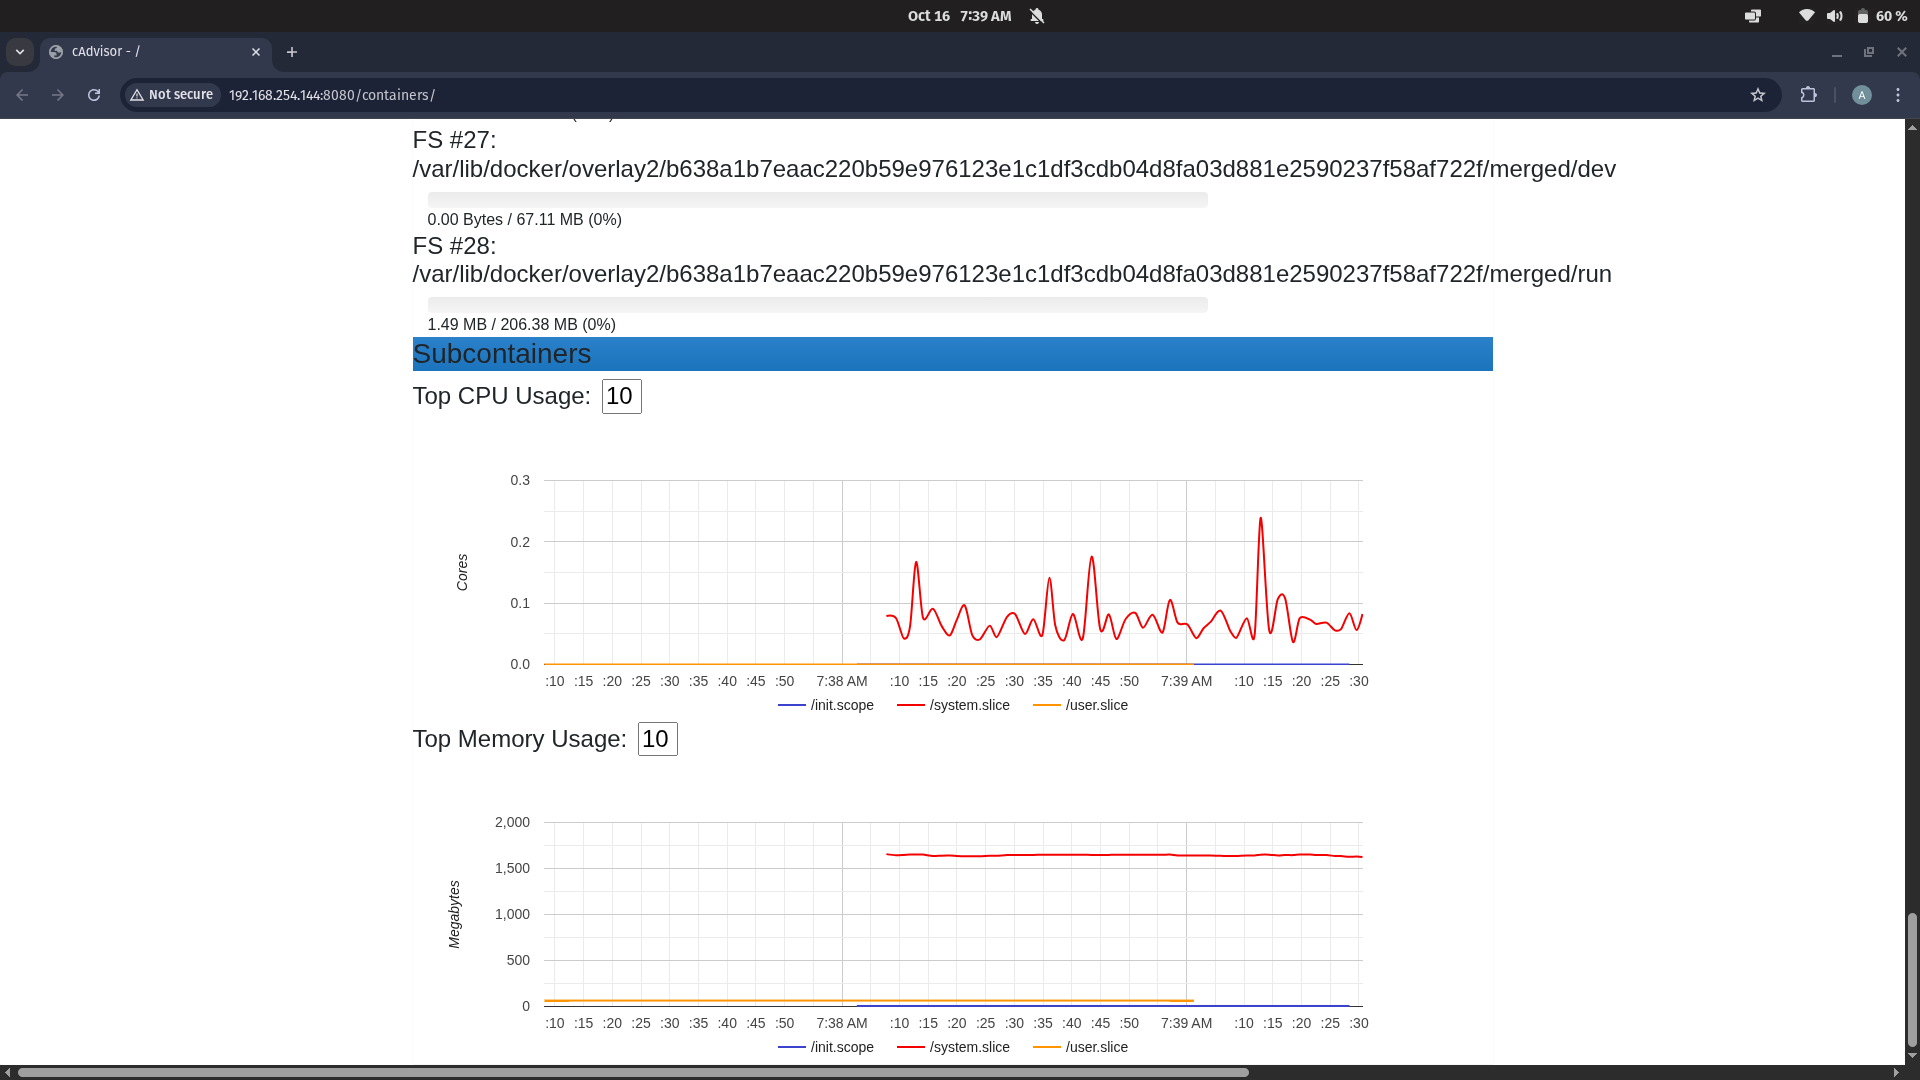 Oct 16 7:39 AM
60 %
cAdvisor - /
Not secure
192.168.254.144:8080/containers/
A
FS #27:
/var/lib/docker/overlay2/b638a1b7eaac220b59e976123e1c1df3cdb04d8fa03d881e2590237f58af722f/merged/dev
0.00 Bytes / 67.11 MB (0%)
FS #28:
/var/lib/docker/overlay2/b638a1b7eaac220b59e976123e1c1df3cdb04d8fa03d881e2590237f58af722f/merged/run
1.49 MB / 206.38 MB (0%)
Subcontainers
Top CPU Usage: 10
0.3
0.2
0.1
0.0
Cores
:10 :15 :20 :25 :30 :35 :40 :45 :50 7:38 AM :10 :15 :20 :25 :30 :35 :40 :45 :50 7:39 AM :10 :15 :20 :25 :30
/init.scope /system.slice /user.slice
Top Memory Usage: 10
2,000
1,500
1,000
500
0
Megabytes
:10 :15 :20 :25 :30 :35 :40 :45 :50 7:38 AM :10 :15 :20 :25 :30 :35 :40 :45 :50 7:39 AM :10 :15 :20 :25 :30
/init.scope /system.slice /user.slice